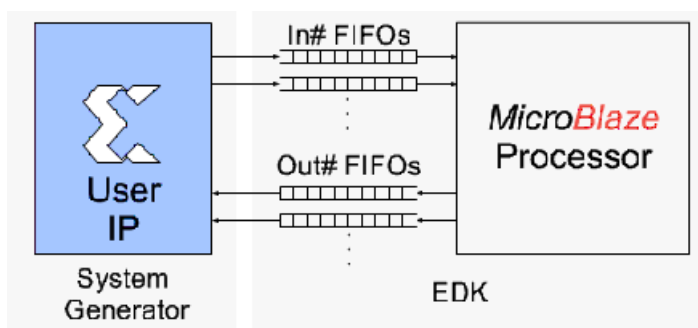 In# FIFOs
MicroBlaze
Processor
Out# FIFOs
User
IP
System
Generator
EDK